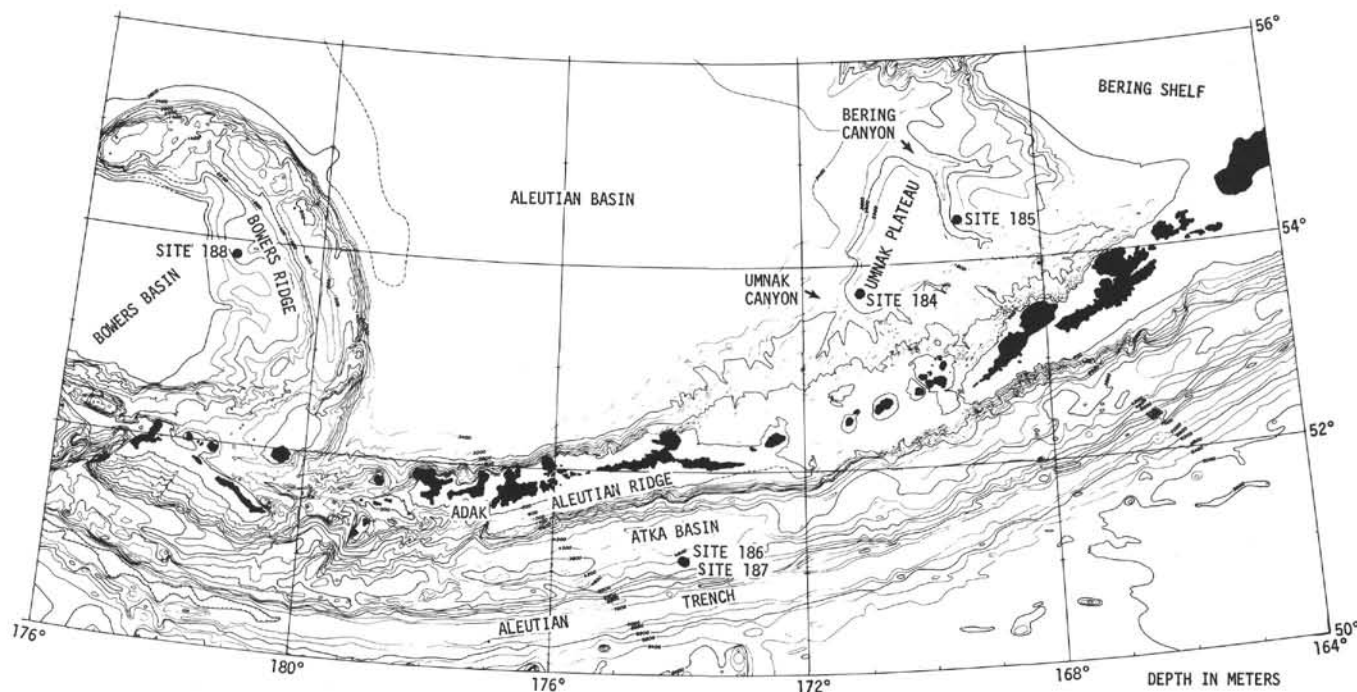 56°
BERING SHELF
BERING
CANYON
ALEUTIAN BASIN
SITE 185
UMNAK PLATEAU
BOWERS RIDGE
SITE 188
54°
UMNAK
CANYON
SITE 184
BOWERS BASIN
52°
ALEUTIAN RIDGE
ADAK
ATKA BASIN
SITE 186
SITE 187
TRENCH
ALEUTIAN
176°
180°
176°
172°
168°
50°
164°
DEPTH IN METERS